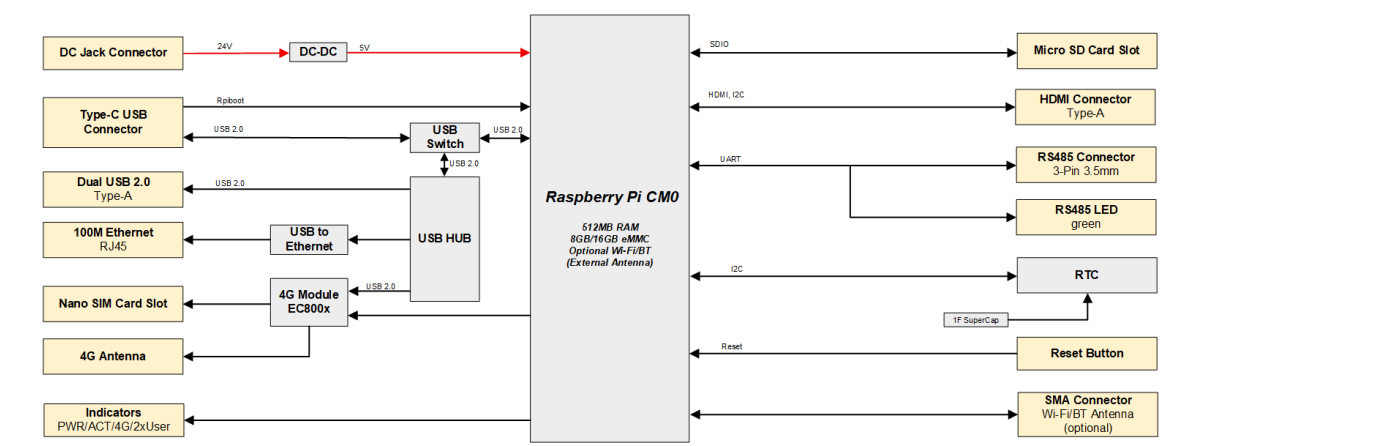 DC Jack Connector
24V
DC-DC
5V
Type-C USB
Connector
Rpiboot
USB 2.0
USB
Switch
USB 2.0
USB 2.0
Dual USB 2.0
Type-A
USB 2.0
100M Ethernet
RJ45
USB to
Ethernet
USB HUB
Nano SIM Card Slot
4G Module
EC800x
USB 2.0
4G Antenna
Indicators
PWR/ACT/4G/2xUser
Raspberry Pi CM0
512MB RAM
8GB/16GB eMMC
Optional Wi-Fi/BT
(External Antenna)
SDIO
Micro SD Card Slot
HDMI, I2C
HDMI Connector
Type-A
UART
RS485 Connector
3-Pin 3.5mm
RS485 LED
green
I2C
RTC
1F SuperCap
Reset
Reset Button
SMA Connector
Wi-Fi/BT Antenna
(optional)